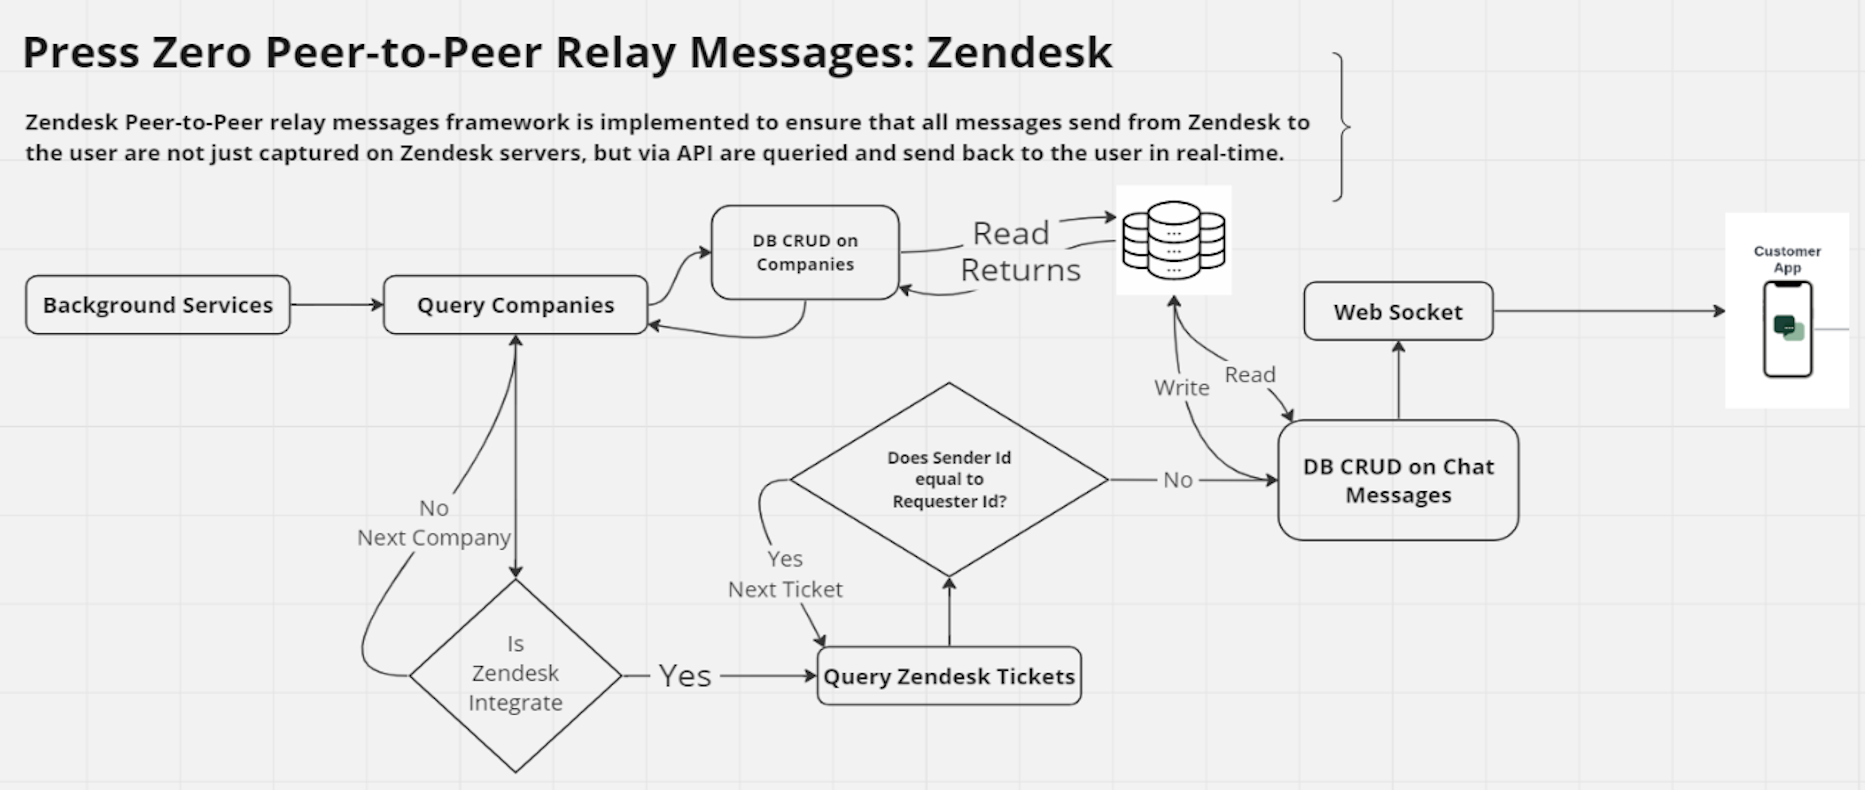 Press Zero Peer-to-Peer Relay Messages: Zendesk
Zendesk Peer-to-Peer relay messages framework is implemented to ensure that all messages send from Zendesk to
the user are not just captured on Zendesk servers, but via API are queried and send back to the user in real-time.
Background Services
Query Companies
DB CRUD on
Companies
Read
Returns
Customer
App
Web Socket
Write
Read
DB CRUD on Chat
Messages
Does Sender Id
equal to
Requester Id?
No
Yes
Next Ticket
No
Next Company
Is
Zendesk
Integrate
Yes
Query Zendesk Tickets